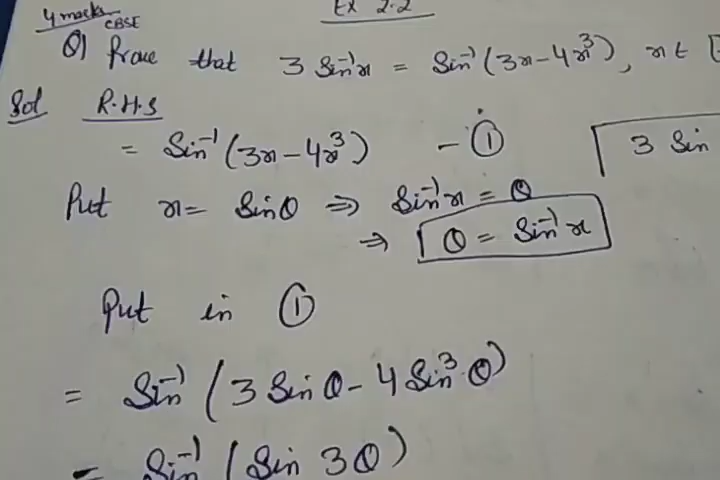 Ex 2.2
4 marks CBSE
Q) Prove that 3 Sin⁻¹x = Sin⁻¹(3x-4x³), x ∈ [
Sol R.H.S
= Sin⁻¹(3x-4x³) -① 3 Sin
Put x = Sinθ ⇒ Sin⁻¹x = θ
⇒ θ = Sin⁻¹x
Put in ①
= Sin⁻¹(3 Sin θ - 4 Sin³ θ)
= Sin⁻¹(Sin 3θ)